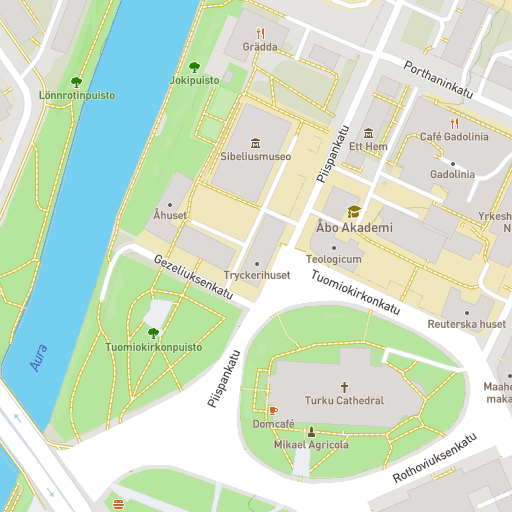 Grädda
Porthaninkatu
Jokipuisto
Lönnrotinpuisto
Café Gadolinia
Ett Hem
Sibeliusmuseo
Gadolinia
Piispankatu
Åhuset
Yrkesh
N
Åbo Akademi
Teologicum
Gezeliuksenkatu
Tryckerihuset
Tuomiokirkonkatu
Reuterska huset
Tuomiokirkonpuisto
Aura
Piispankatu
Maahe
maka
Turku Cathedral
Domcafé
Mikael Agricola
Rothoviuksenkatu